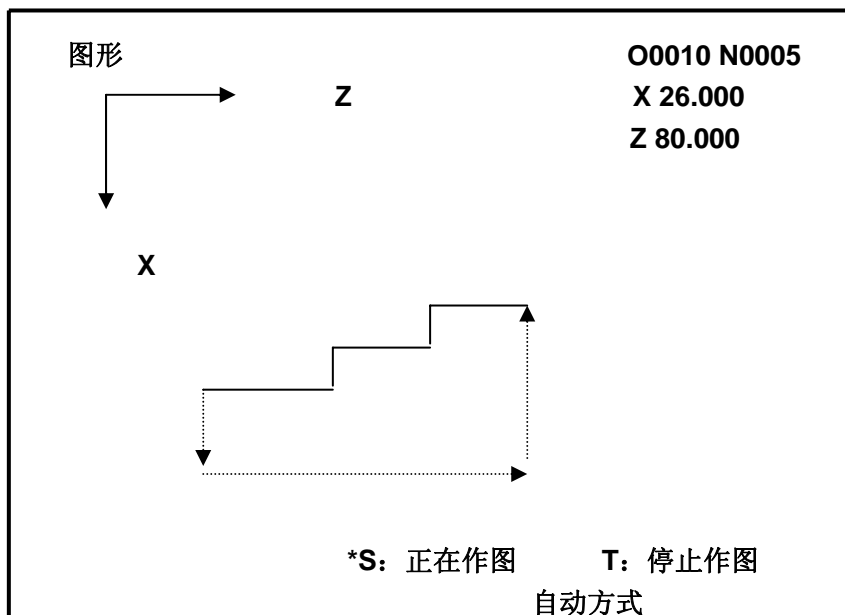 图形
O0010 N0005
Z
X 26.000
Z 80.000
X
*S：正在作图 T：停止作图
自动方式